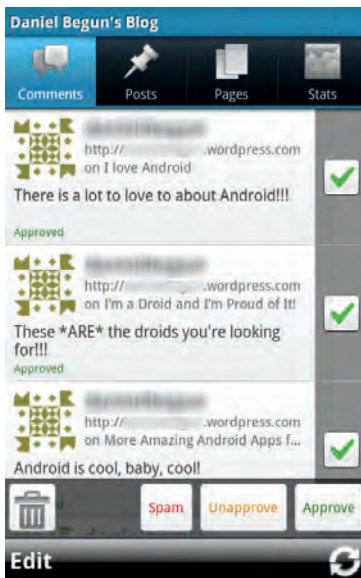 Daniel Begun's Blog
Comments Posts Pages Stats
http:// .wordpress.com
on I love Android
There is a lot to love to about Android!!!
Approved
http:// .wordpress.com
on I'm a Droid and I'm Proud of It!
These *ARE* the droids you're looking
for!!!
Approved
http:// .wordpress.com
on More Amazing Android Apps f...
Android is cool, baby, cool!
Spam Unapprove Approve
Edit